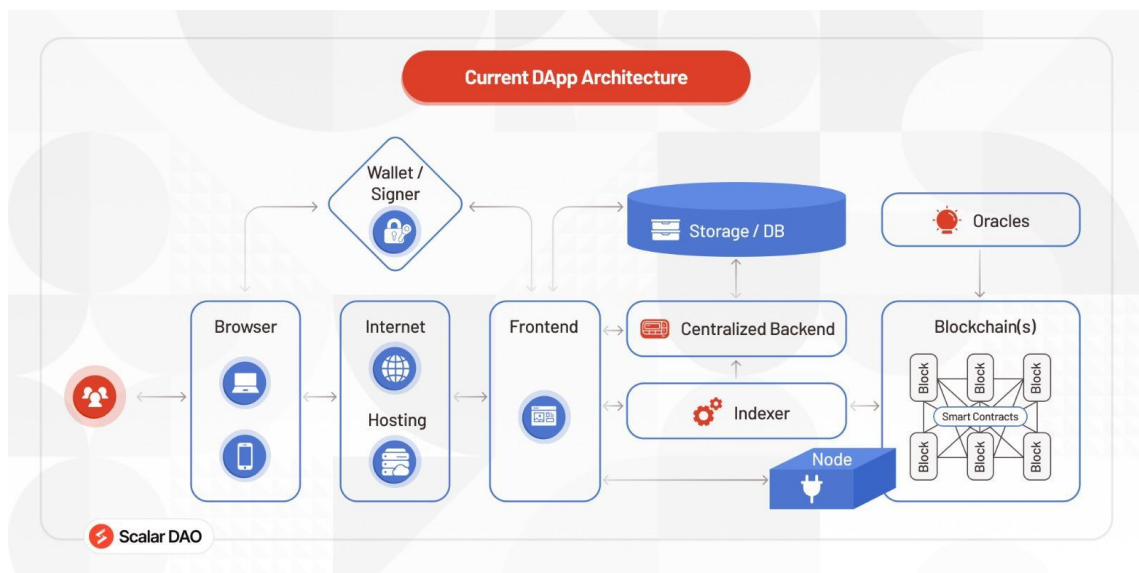 Current DApp Architecture
Wallet /
Signer
Storage / DB
Oracles
Browser
Internet
Hosting
Frontend
Centralized Backend
Indexer
Node
Blockchain(s)
Block
Block
Block
Smart Contracts
Block
Block
Block
Scalar DAO